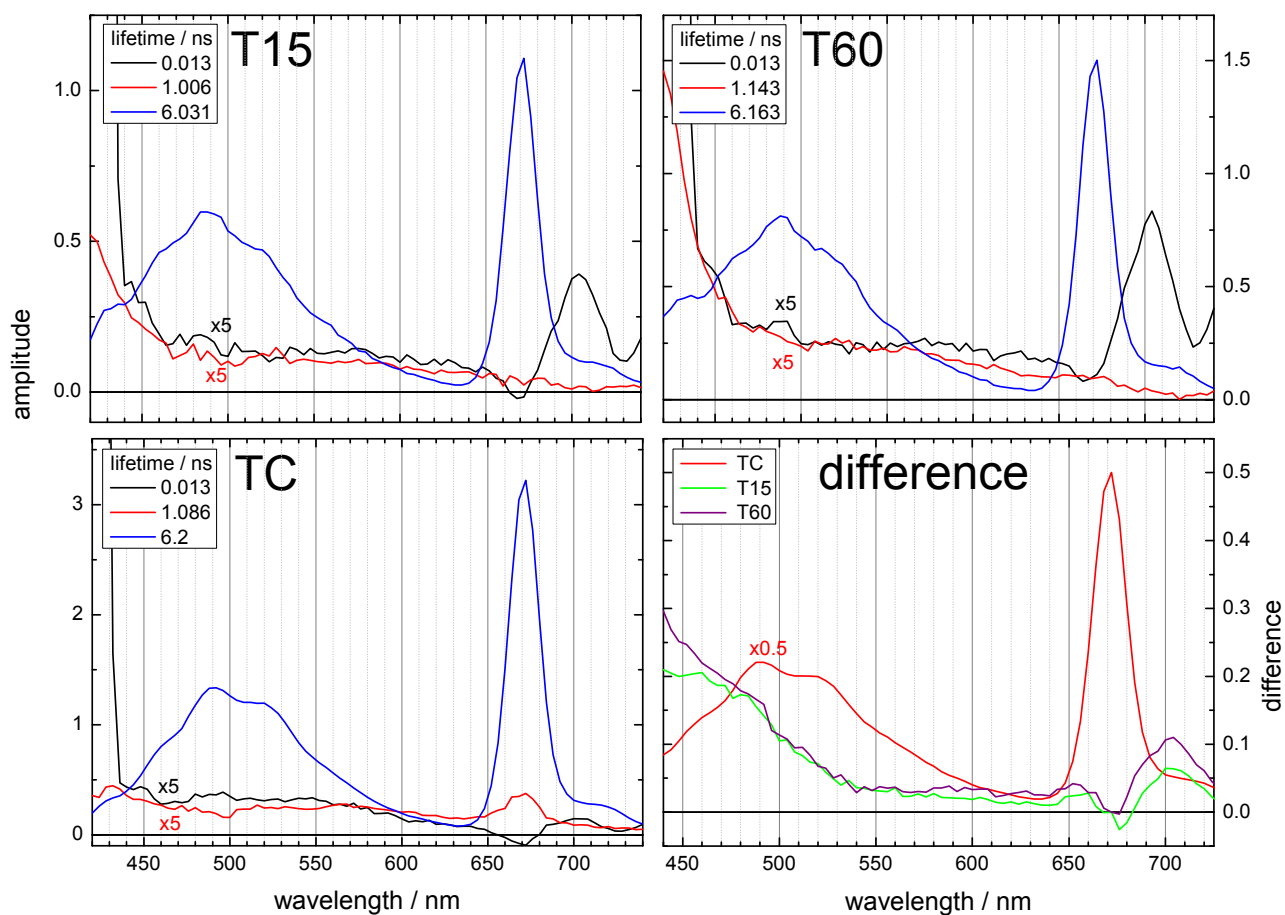 T15
lifetime / ns
0.013
1.006
6.031
x5
x5
1.0
0.5
0.0
amplitude
T60
lifetime / ns
0.013
1.143
6.163
x5
x5
1.5
1.0
0.5
0.0
TC
lifetime / ns
0.013
1.086
6.2
x5
x5
3
2
1
0
450 500 550 600 650 700
wavelength / nm
difference
TC
T15
T60
x0.5
0.5
0.4
0.3
0.2
0.1
0.0
difference
450 500 550 600 650 700
wavelength / nm